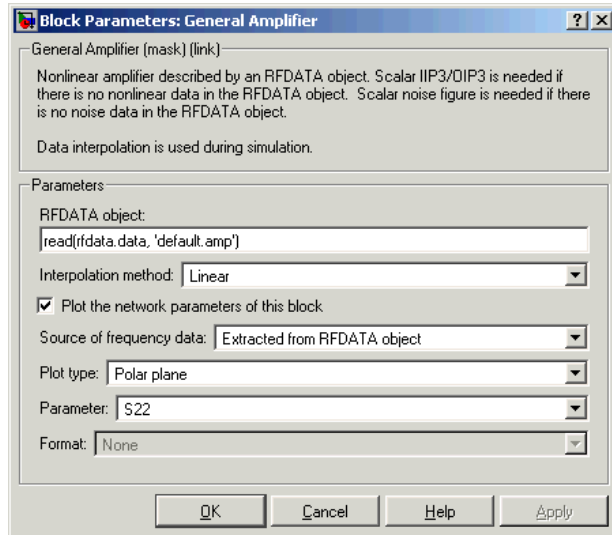 Block Parameters: General Amplifier
General Amplifier (mask) (link)
Nonlinear amplifier described by an RFDATA object. Scalar IIP3/OIP3 is needed if
there is no nonlinear data in the RFDATA object.  Scalar noise figure is needed if there
is no noise data in the RFDATA object.
Data interpolation is used during simulation.
Parameters
RFDATA object:
read(rfdata.data, 'default.amp')
Interpolation method: Linear
Plot the network parameters of this block
Source of frequency data: Extracted from RFDATA object
Plot type: Polar plane
Parameter: S22
Format: None
OK Cancel Help Apply